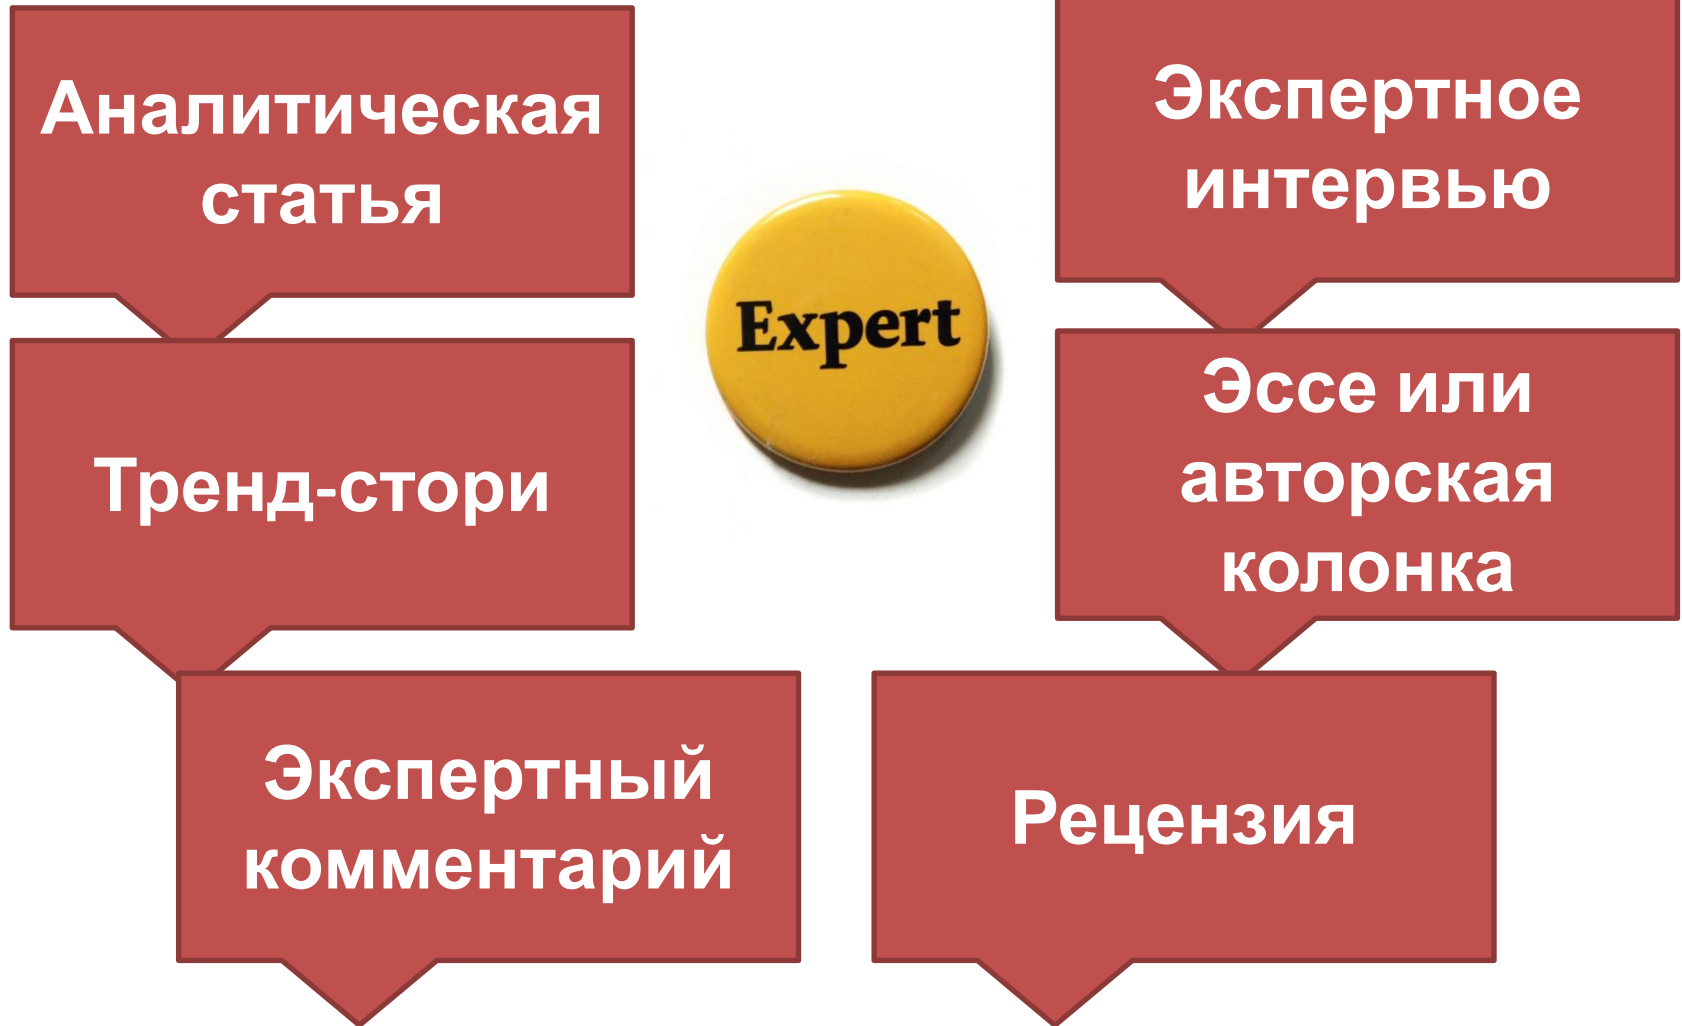 Аналитическая
статья
Тренд-стори
Экспертный
комментарий
Expert
Экспертное
интервью
Эссе или
авторская
колонка
Рецензия